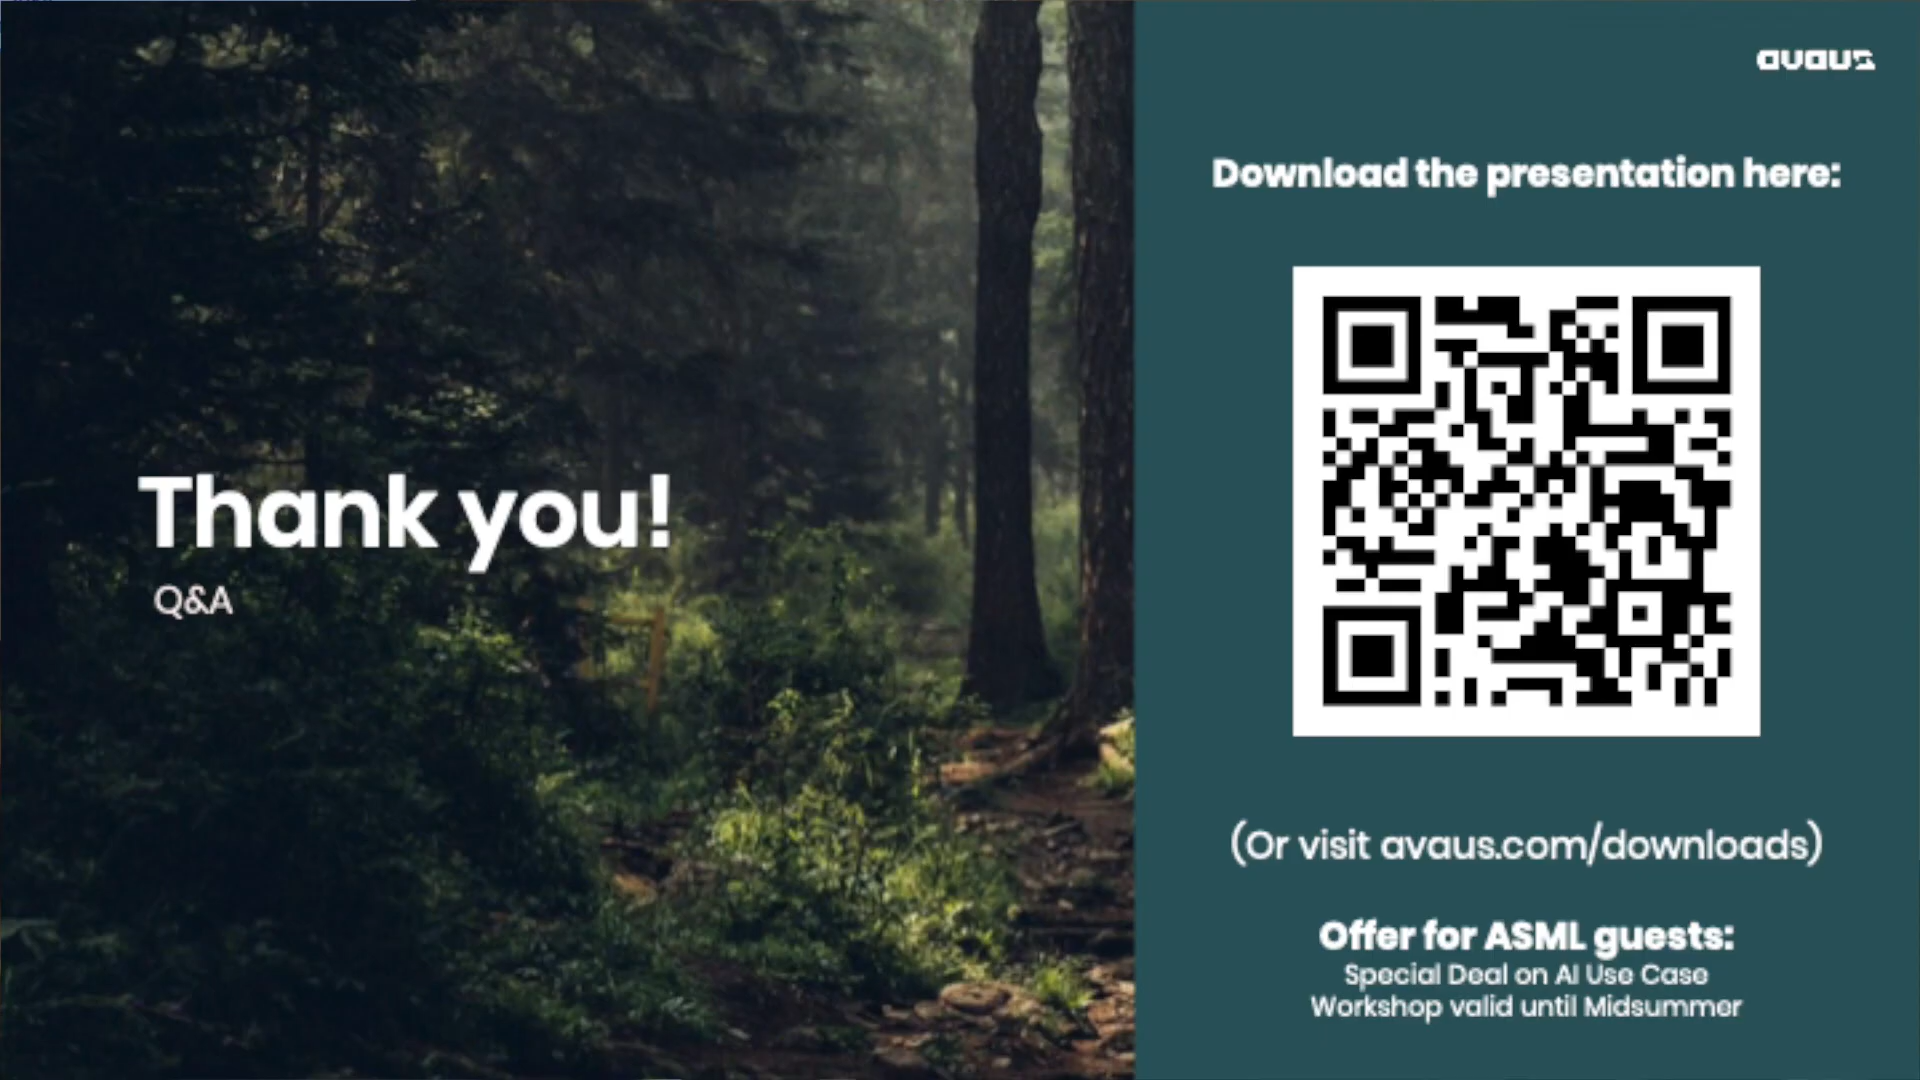 Thank you!
Q&A
avaus
Download the presentation here:
(Or visit avaus.com/downloads)
Offer for ASML guests:
Special Deal on AI Use Case
Workshop valid until Midsummer